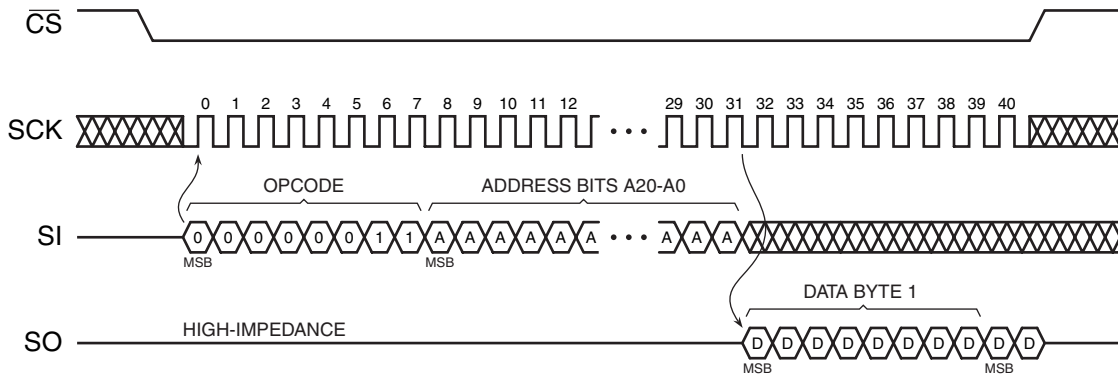 CS
0 1 2 3 4 5 6 7 8 9 10 11 12 29 30 31 32 33 34 35 36 37 38 39 40
SCK
OPCODE ADDRESS BITS A20-A0
SI 0 0 0 0 0 0 1 1 A A A A A A A A A
MSB MSB
DATA BYTE 1
HIGH-IMPEDANCE
SO D D D D D D D D D D
MSB MSB